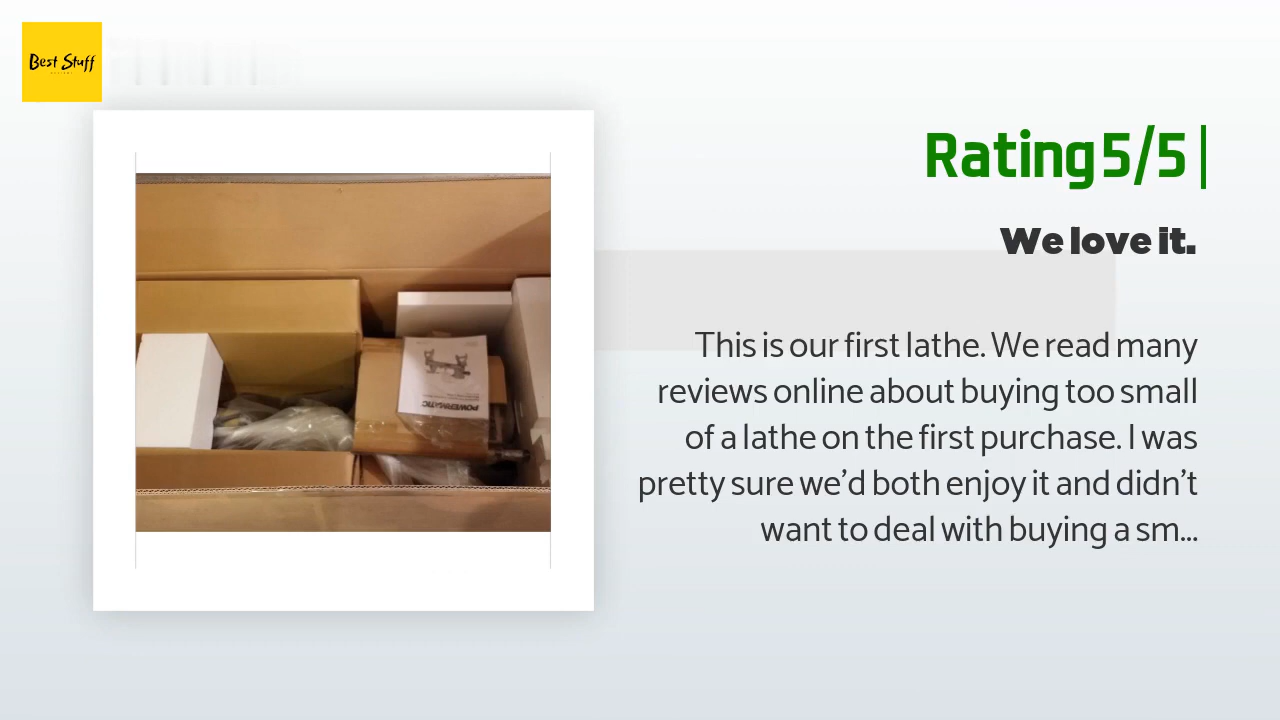 Best Stuff
Rating 5/5
We love it.
This is our first lathe. We read many
reviews online about buying too small
of a lathe on the first purchase. I was
pretty sure we'd both enjoy it and didn't
want to deal with buying a sm...
POWERMATIC